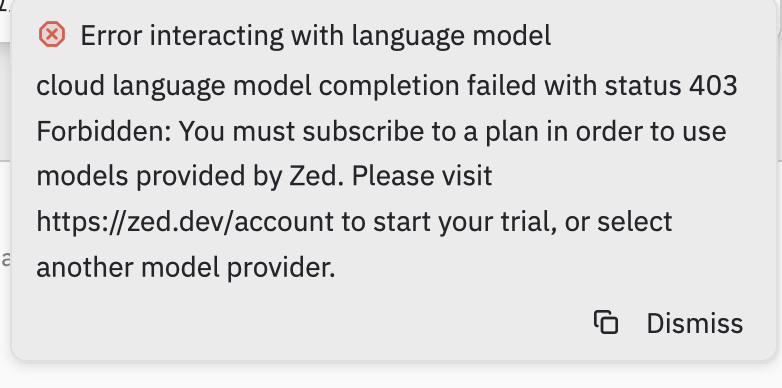 Error interacting with language model
cloud language model completion failed with status 403
Forbidden: You must subscribe to a plan in order to use
models provided by Zed. Please visit
https://zed.dev/account to start your trial, or select
another model provider.
Dismiss